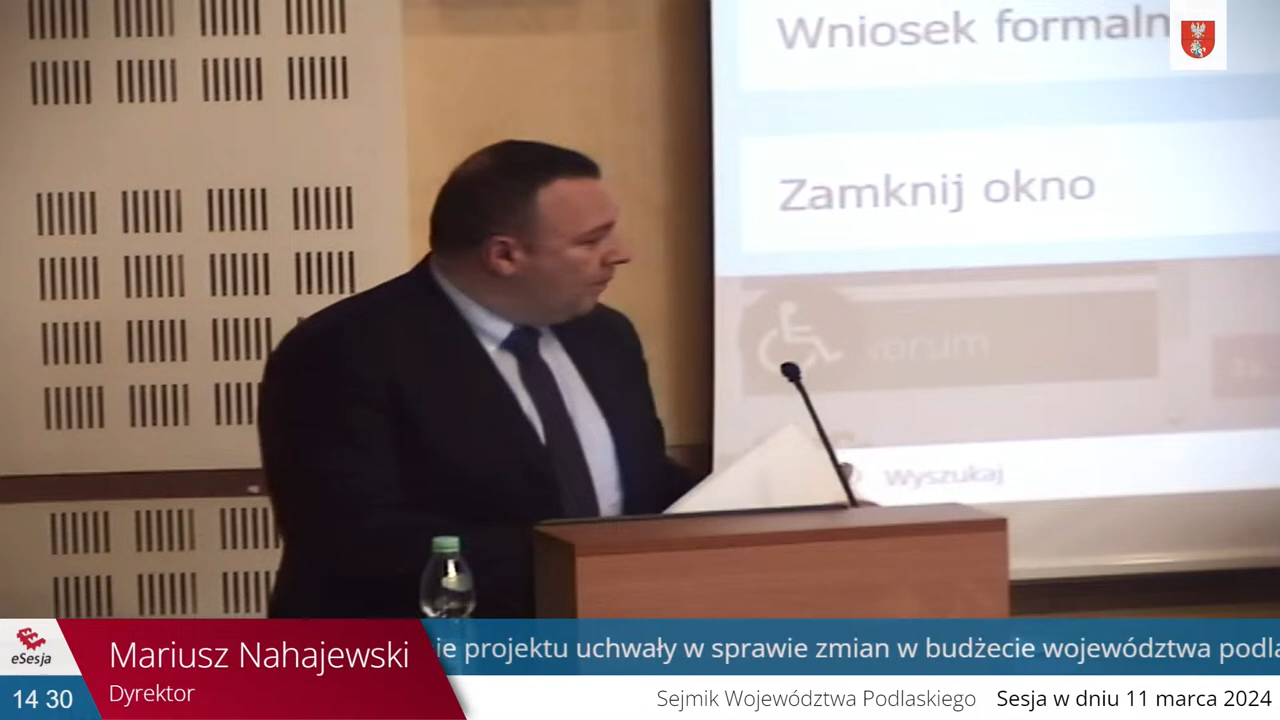 Wniosek formaln
Zamknij okno
Wyszukaj
eSesja
Mariusz Nahajewski
Dyrektor
14 30
ie projektu uchwały w sprawie zmian w budżecie województwa podla
Sejmik Województwa Podlaskiego
Sesja w dniu 11 marca 2024